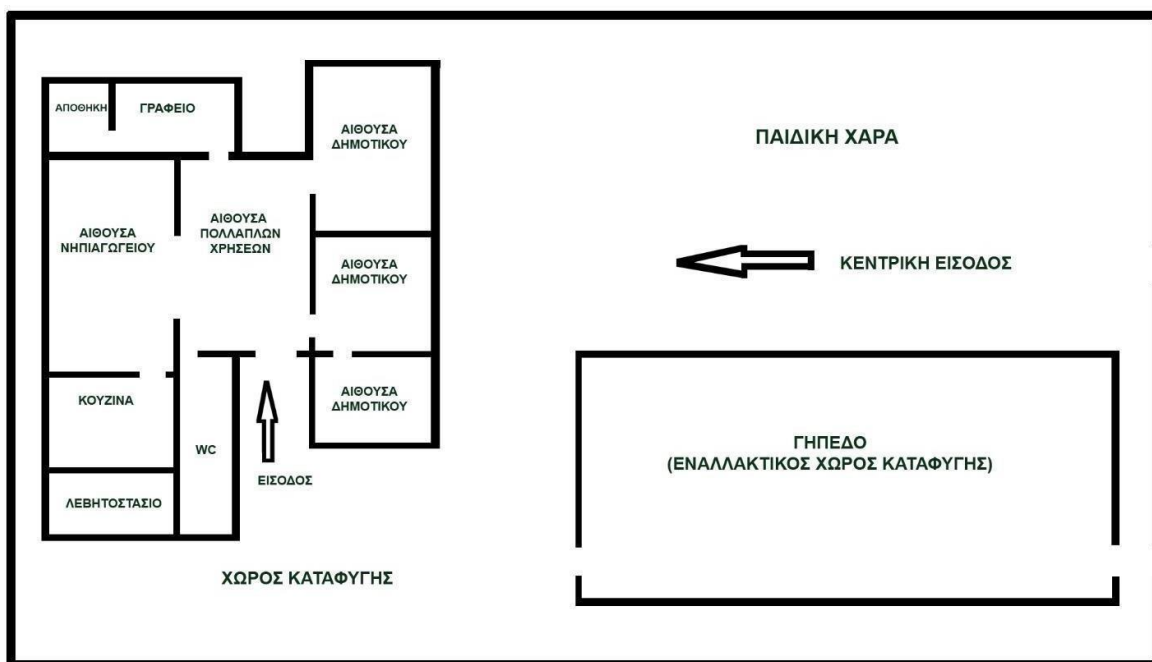 ΑΠΟΘΗΚΗ
ΓΡΑΦΕΙΟ
ΑΙΘΟΥΣΑ
ΔΗΜΟΤΙΚΟΥ
ΠΑΙΔΙΚΗ ΧΑΡΑ
ΑΙΘΟΥΣΑ
ΝΗΠΙΑΓΩΓΕΙΟΥ
ΑΙΘΟΥΣΑ
ΠΟΛΛΑΠΛΩΝ
ΧΡΗΣΕΩΝ
ΑΙΘΟΥΣΑ
ΔΗΜΟΤΙΚΟΥ
ΚΕΝΤΡΙΚΗ ΕΙΣΟΔΟΣ
ΚΟΥΖΙΝΑ
ΑΙΘΟΥΣΑ
ΔΗΜΟΤΙΚΟΥ
WC
ΕΙΣΟΔΟΣ
ΓΗΠΕΔΟ
(ΕΝΑΛΛΑΚΤΙΚΟΣ ΧΩΡΟΣ ΚΑΤΑΦΥΓΗΣ)
ΛΕΒΗΤΟΣΤΑΣΙΟ
ΧΩΡΟΣ ΚΑΤΑΦΥΓΗΣ